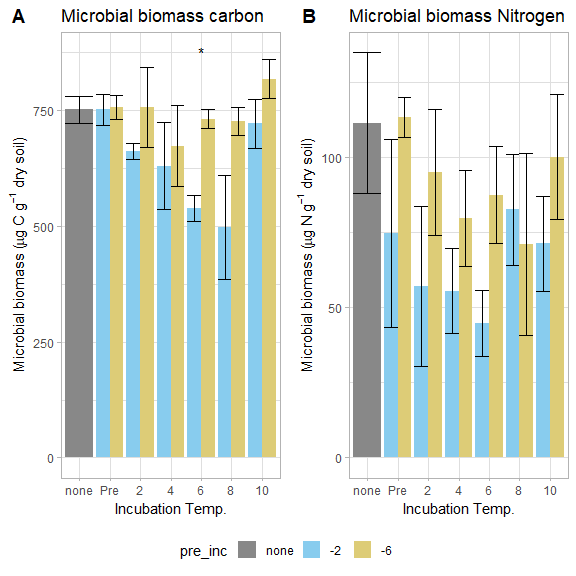 A Microbial biomass carbon
Microbial biomass (µg C g⁻¹ dry soil)
750
500
250
0
*
none Pre 2 4 6 8 10
Incubation Temp.
B Microbial biomass Nitrogen
Microbial biomass (µg N g⁻¹ dry soil)
100
50
0
none Pre 2 4 6 8 10
Incubation Temp.
pre_inc none -2 -6